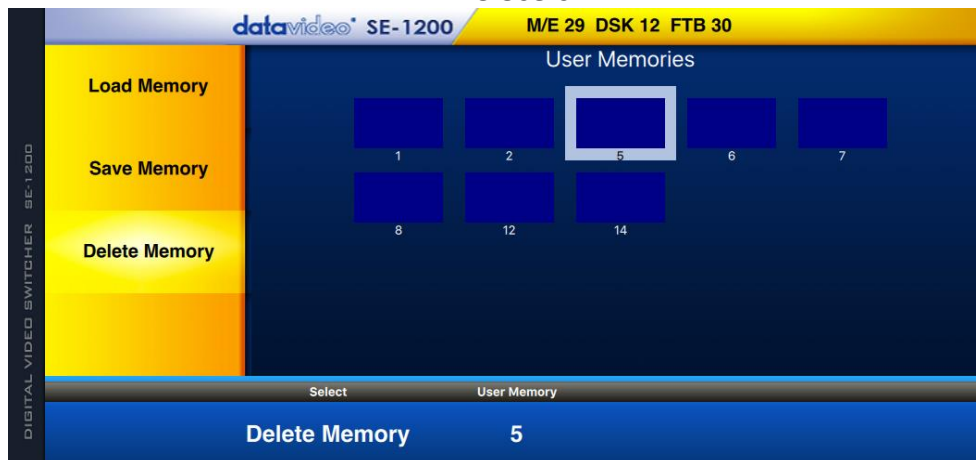 datavideo SE-1200
M/E 29 DSK 12 FTB 30
DIGITAL VIDEO SWITCHER SE-1200
Load Memory
Save Memory
Delete Memory
User Memories
1 2 5 6 7
8 12 14
Select User Memory
Delete Memory 5